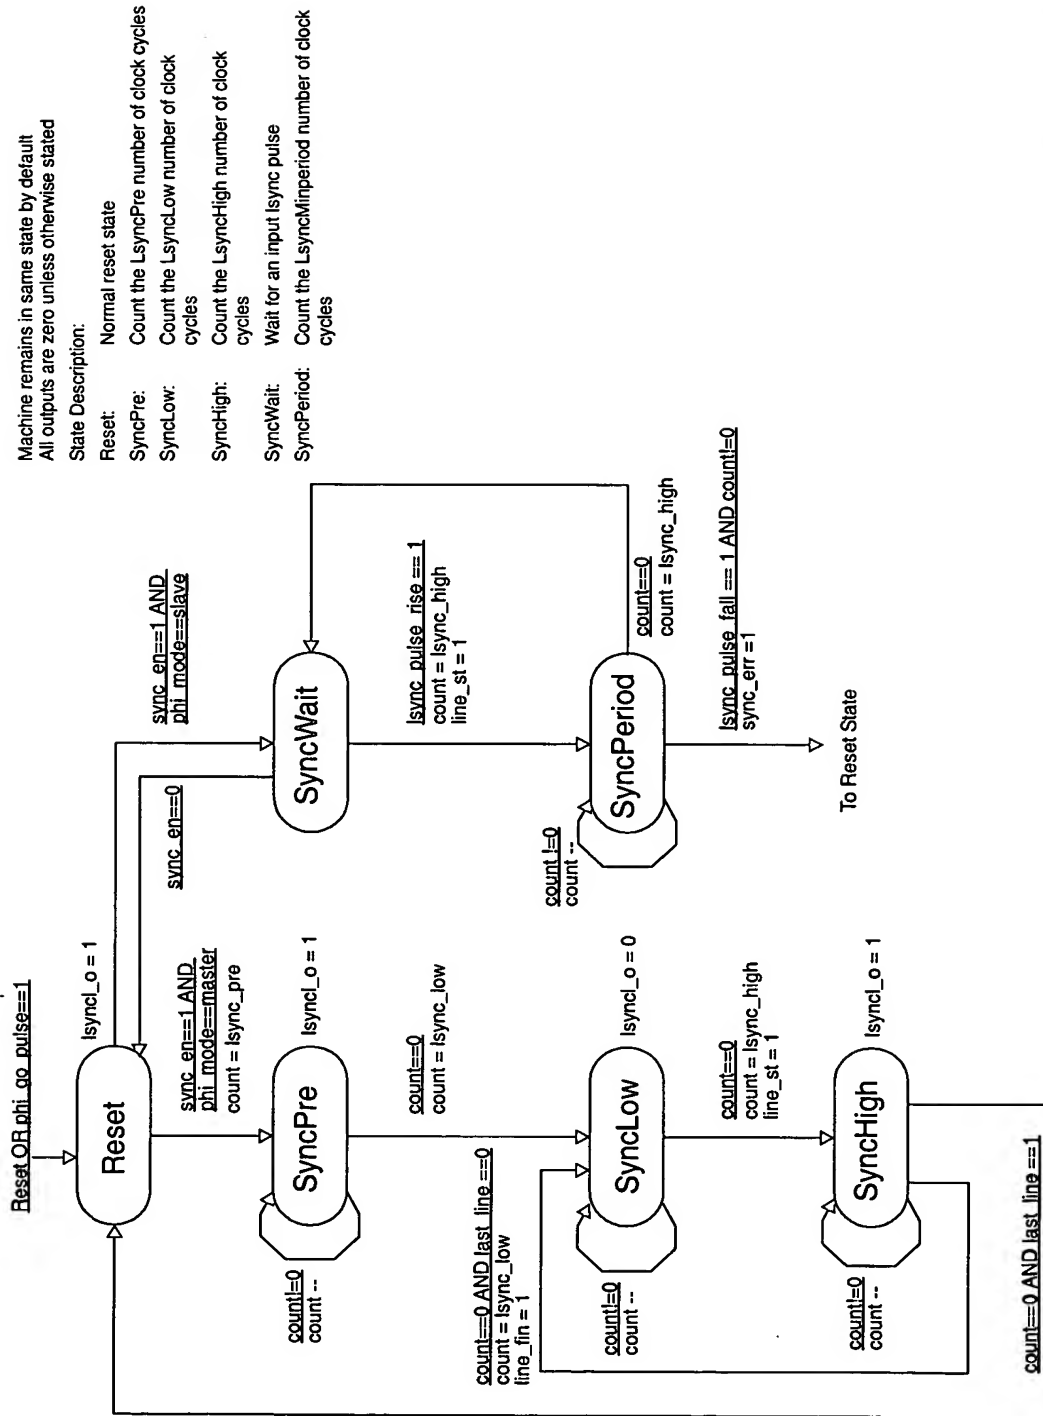 Machine remains in same state by default
All outputs are zero unless otherwise stated
State Description:
Reset: Normal reset state
SyncPre: Count the LsyncPre number of clock cycles
SyncLow: Count the LsyncLow number of clock
cycles
SyncHigh: Count the LsyncHigh number of clock
cycles
SyncWait: Wait for an input lsync pulse
SyncPeriod: Count the LsyncMinperiod number of clock
cycles
Reset OR phi_go_pulse==1
Reset
lsyncl_o = 1
sync_en==1 AND
phi_mode==slave
sync_en==0
SyncWait
sync_en==1 AND
phi_mode==master
count = lsync_pre
SyncPre
lsyncl_o = 1
count!=0
count --
lsync_pulse_rise == 1
count = lsync_high
line_st = 1
count==0
count = lsync_low
count !=0
count --
SyncPeriod
count==0
count = lsync_high
count==0 AND last_line ==0
count = lsync_low
line_fin = 1
SyncLow
lsyncl_o = 0
count!=0
count --
lsync_pulse_fall == 1 AND count!=0
sync_err =1
count==0
count = lsync_high
line_st = 1
To Reset State
SyncHigh
lsyncl_o = 1
count!=0
count --
count==0 AND last_line ==1